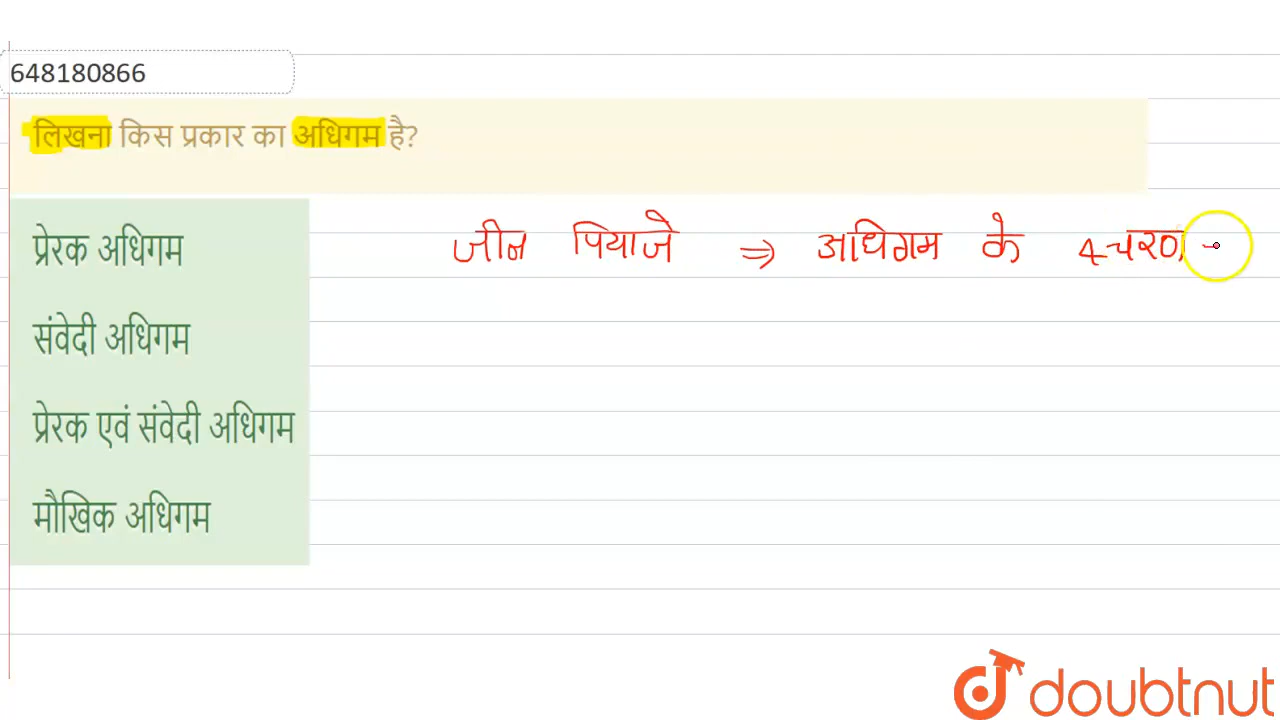 648180866
लिखना किस प्रकार का अधिगम है?
प्रेरक अधिगम
जीन पियाजे ⇒ अधिगम के 4 चरण -
संवेदी अधिगम
प्रेरक एवं संवेदी अधिगम
मौखिक अधिगम
doubtnut